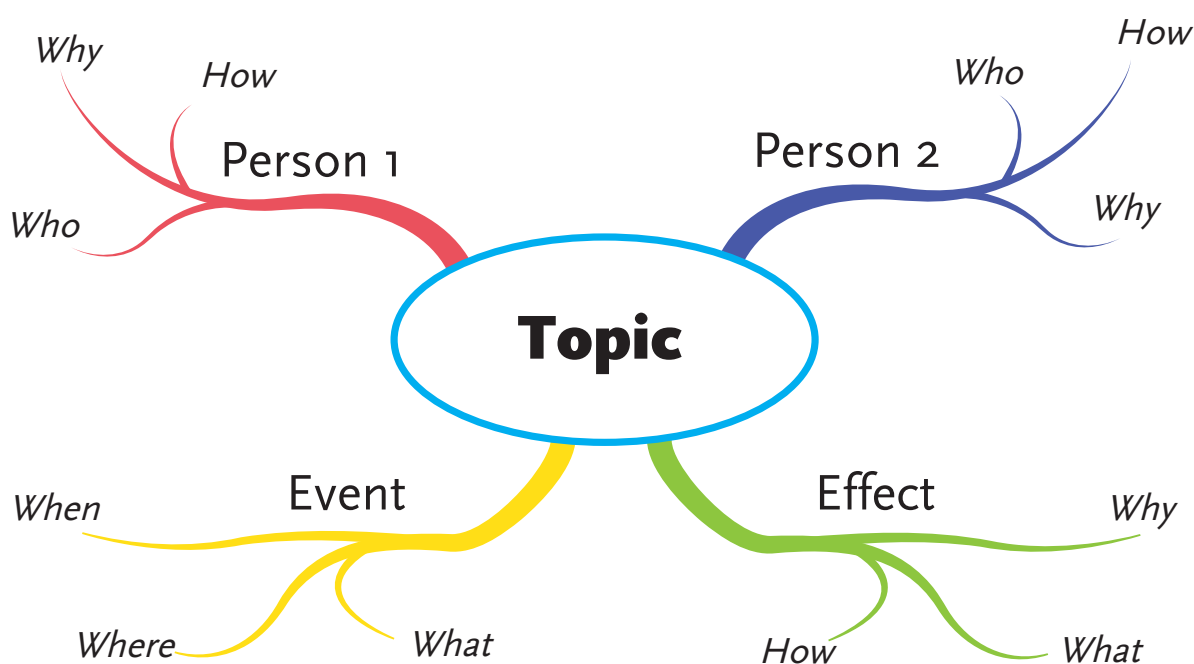 Why
How
Person 1
Who
Who
How
Person 2
Why
Topic
Event
When
Where
What
Effect
Why
How
What